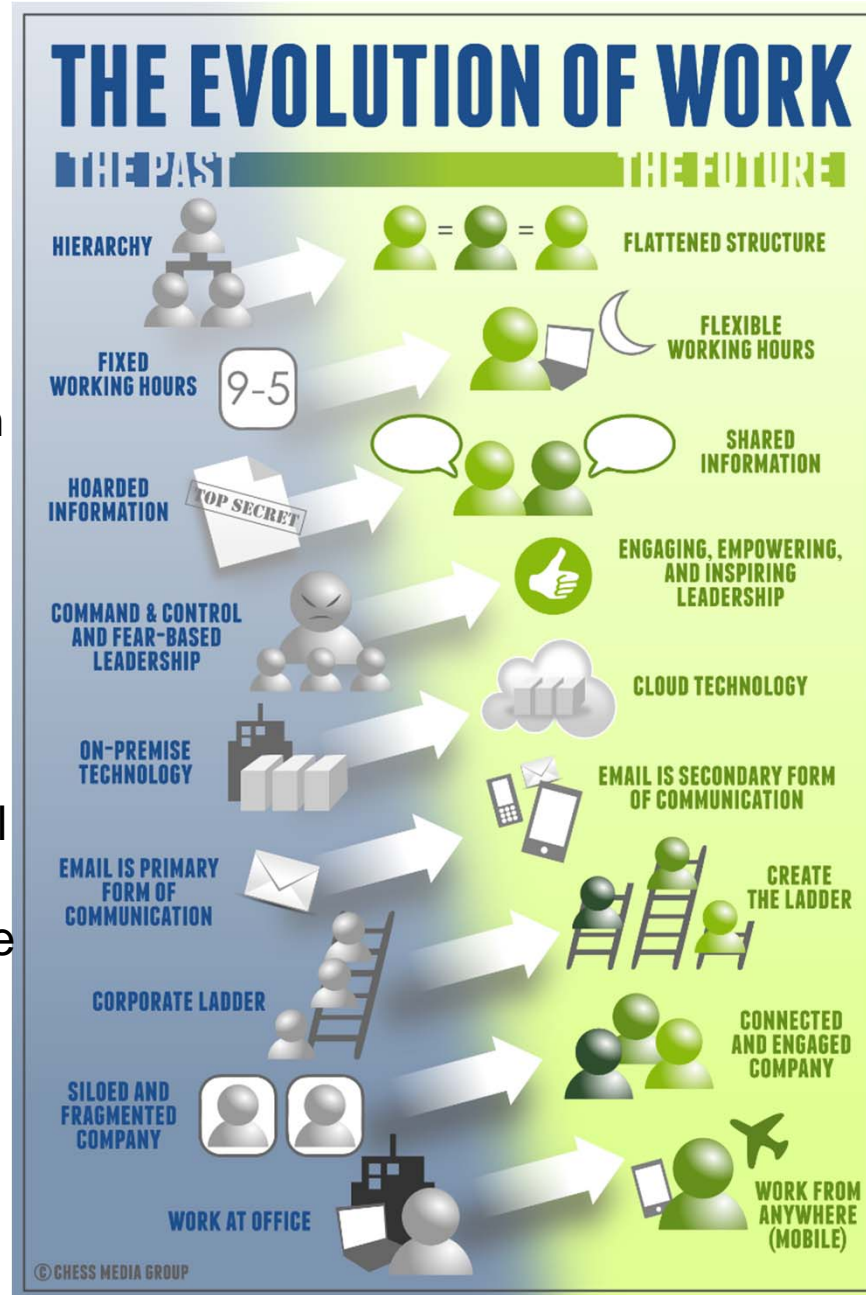 THE EVOLUTION OF WORK
THE PAST
THE FUTURE
HIERARCHY
FLATTENED STRUCTURE
FIXED
WORKING HOURS
9-5
FLEXIBLE
WORKING HOURS
HOARDED
INFORMATION
TOP SECRET
SHARED
INFORMATION
COMMAND & CONTROL
AND FEAR-BASED
LEADERSHIP
ENGAGING, EMPOWERING,
AND INSPIRING
LEADERSHIP
ON-PREMISE
TECHNOLOGY
CLOUD TECHNOLOGY
EMAIL IS PRIMARY
FORM OF
COMMUNICATION
EMAIL IS SECONDARY FORM
OF COMMUNICATION
CORPORATE LADDER
CREATE
THE LADDER
SILOED AND
FRAGMENTED
COMPANY
CONNECTED
AND ENGAGED
COMPANY
WORK AT OFFICE
WORK FROM
ANYWHERE
(MOBILE)
© CHESS MEDIA GROUP